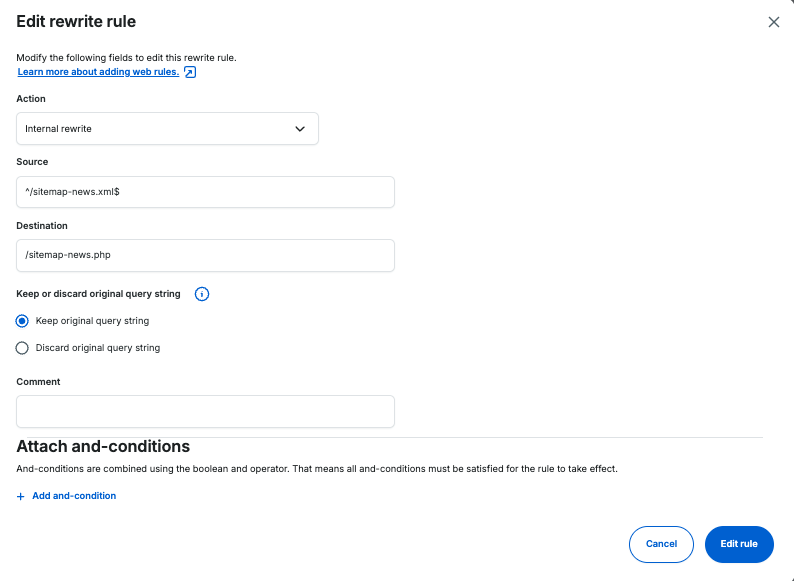 Edit rewrite rule
Modify the following fields to edit this rewrite rule.
Learn more about adding web rules.
Action
Internal rewrite
Source
^/sitemap-news.xml$
Destination
/sitemap-news.php
Keep or discard original query string
Keep original query string
Discard original query string
Comment
Attach and-conditions
And-conditions are combined using the boolean and operator. That means all and-conditions must be satisfied for the rule to take effect.
+ Add and-condition
Cancel
Edit rule